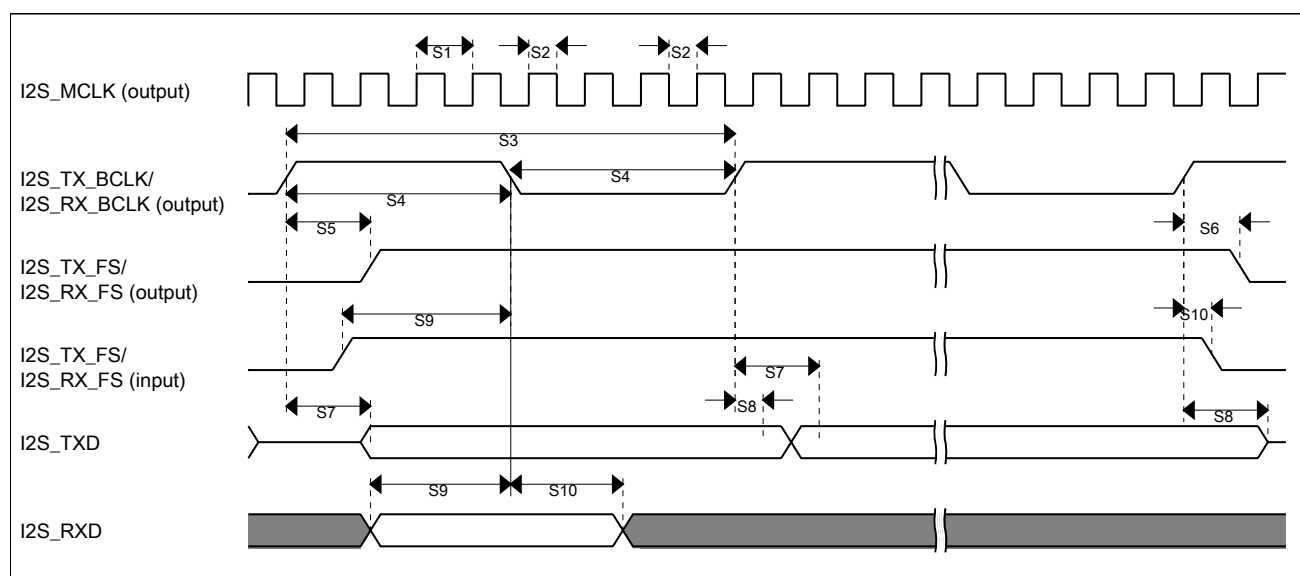 S1
S2
S2
I2S_MCLK (output)
S3
I2S_TX_BCLK/
I2S_RX_BCLK (output)
S4
S4
S5
S6
I2S_TX_FS/
I2S_RX_FS (output)
S9
S10
I2S_TX_FS/
I2S_RX_FS (input)
S7
S7
S8
S8
I2S_TXD
S9
S10
I2S_RXD